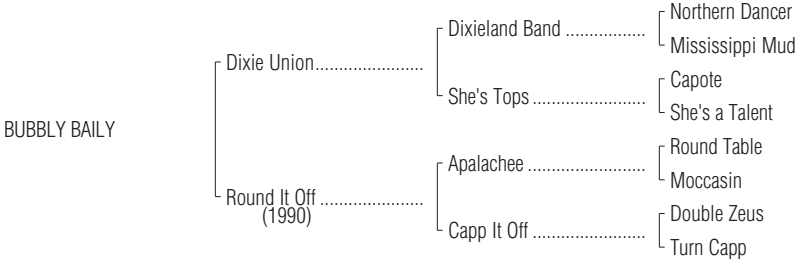 Northern Dancer
Dixieland Band ..................
Mississippi Mud
Dixie Union........................
Capote
She's Tops .........................
She's a Talent
BUBBLY BAILY
Round Table
Apalachee ..........................
Moccasin
Round It Off .......................
(1990)
Double Zeus
Capp It Off .........................
Turn Capp